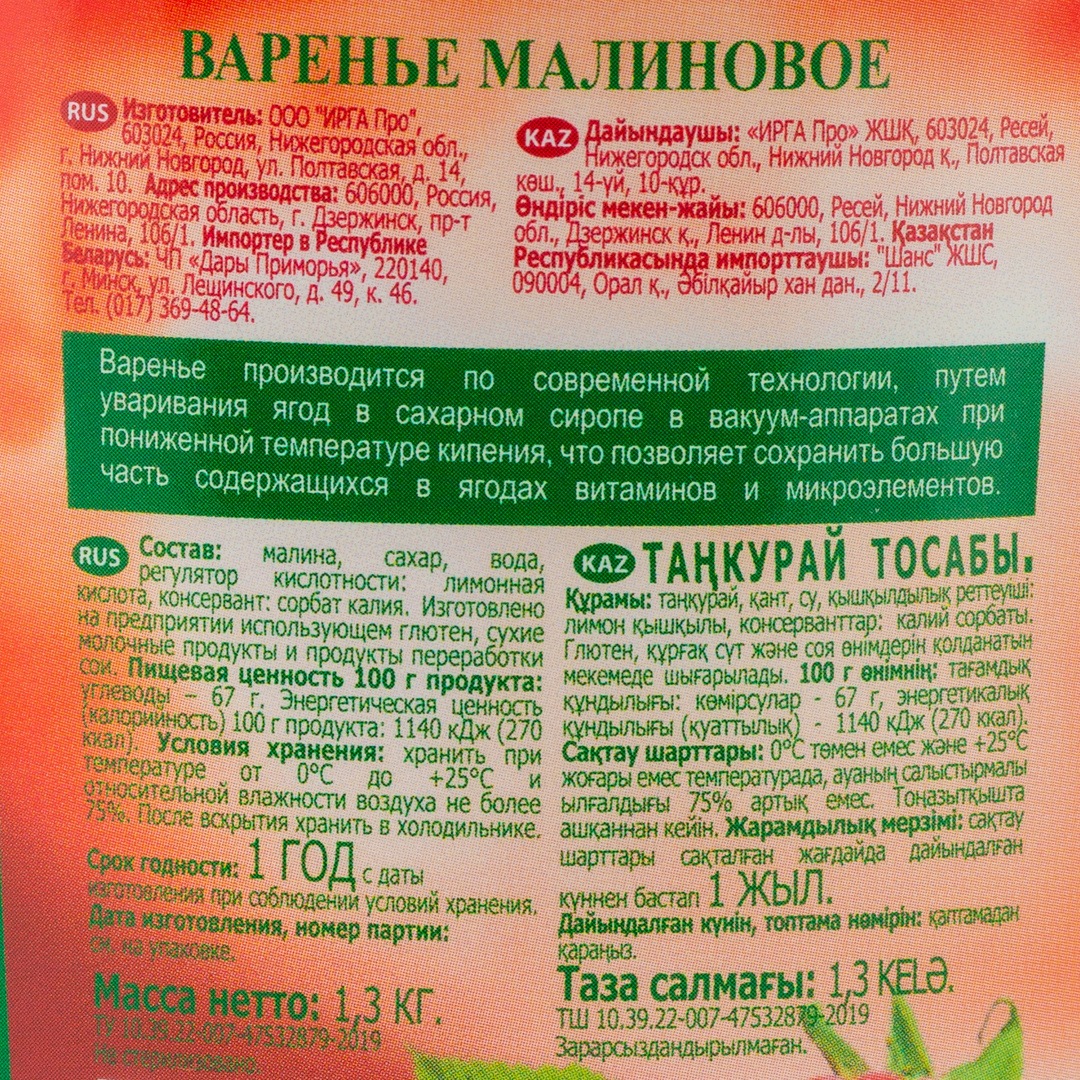 ВАРЕНЬЕ МАЛИНОВОЕ
RUS Изготовитель: ООО "ИРГА Про",
603024, Россия, Нижегородская обл.,
г. Нижний Новгород, ул. Полтавская, д. 14,
пом. 10. Адрес производства: 606000, Россия,
Нижегородская область, г. Дзержинск, пр-т
Ленина, 106/1. Импортер в Республике
Беларусь: ЧП «Дары Приморья», 220140,
г. Минск, ул. Лещинского, д. 49, к. 46.
Тел. (017) 369-48-64.
KAZ Дайындаушы: «ИРГА Про» ЖШҚ, 603024, Ресей,
Нижегородск обл., Нижний Новгород қ., Полтавская
көш., 14-үй, 10-құр.
Өндіріс мекен-жайы: 606000, Ресей, Нижний Новгород
обл., Дзержинск қ., Ленин д-лы, 106/1. Қазақстан
Республикасында импорттаушы: "Шанс" ЖШС,
090004, Орал қ., Әбілқайыр хан дан., 2/11.
Варенье производится по современной технологии, путем
уваривания ягод в сахарном сиропе в вакуум-аппаратах при
пониженной температуре кипения, что позволяет сохранить большую
часть содержащихся в ягодах витаминов и микроэлементов.
RUS Состав: малина, сахар, вода,
регулятор кислотности: лимонная
кислота, консервант: сорбат калия. Изготовлено
на предприятии использующем глютен, сухие
молочные продукты и продукты переработки
сои. Пищевая ценность 100 г продукта:
углеводы – 67 г. Энергетическая ценность
(калорийность) 100 г продукта: 1140 кДж (270
ккал). Условия хранения: хранить при
температуре от 0°С до +25°С и
относительной влажности воздуха не более
75%. После вскрытия хранить в холодильнике.
Срок годности: 1 ГОД с даты
изготовления при соблюдении условий хранения.
Дата изготовления, номер партии:
см. на упаковке.
Масса нетто: 1,3 КГ.
ТУ 10.39.22-007-47532879-2019
Не стерилизовано.
KAZ ТАҢКУРАЙ ТОСАБЫ.
Құрамы: таңқурай, қант, су, қышқылдылық реттеуіші:
лимон қышқылы, консерванттар: калий сорбаты.
Глютен, құрғақ сүт және соя өнімдерін қолданатын
мекемеде шығарылады. 100 г өнімнің: тағамдық
құндылығы: көмірсулар - 67 г, энергетикалық
құндылығы (қуаттылық) - 1140 кДж (270 ккал).
Сақтау шарттары: 0°С төмен емес және +25°С
жоғары емес температурада, ауаның салыстырмалы
ылғалдығы 75% артық емес. Тоңазытқышта
ашқаннан кейін. Жарамдылық мерзімі: сақтау
шарттары сақталған жағдайда дайындалған
күннен бастап 1 ЖЫЛ.
Дайындалған күнін, топтама нөмірін: қаптамадан
қараңыз.
Таза салмағы: 1,3 КЕЛӘ.
ТШ 10.39.22-007-47532879-2019
Зарарсыздандырылмаған.